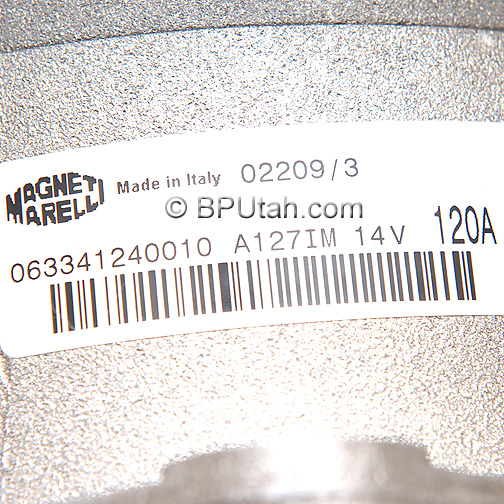 MAGNETI
MARELLI
Made in Italy 02209/3
© BPUtah.com
063341240010 A127IM 14V 120A